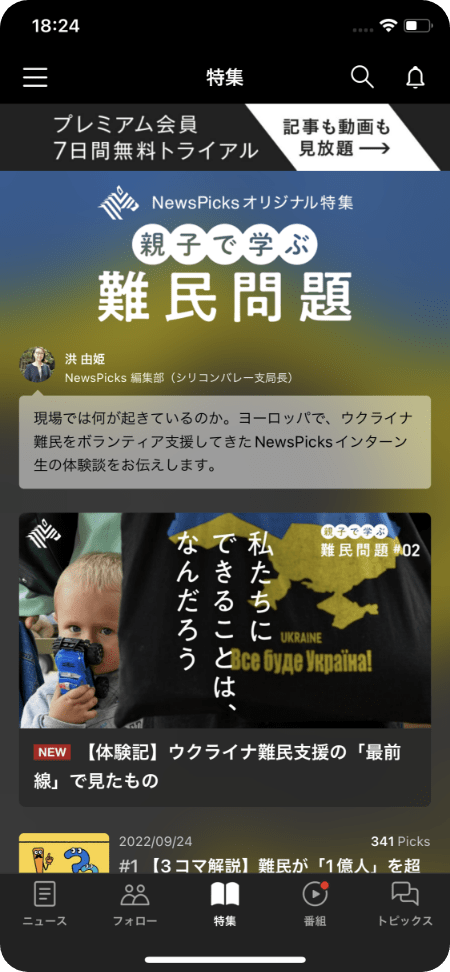 18:24
特集
プレミアム会員
7日間無料トライアル
記事も動画も
見放題→
NewsPicksオリジナル特集
親子で学ぶ
難民問題
洪 由姫
NewsPicks 編集部（シリコンバレー支局長）
現場では何が起きているのか。ヨーロッパで、ウクライナ
難民をボランティア支援してきたNewsPicksインターン
生の体験談をお伝えします。
親子で学ぶ
難民問題 #02
私たちに
できることは、
なんだろう
UKRAINE
Все буде Україна!
NEW 【体験記】ウクライナ難民支援の「最前
線」で見たもの
2022/09/24
341 Picks
#1 【3コマ解説】難民が「1億人」を超
ニュース
フォロー
特集
番組
トピックス